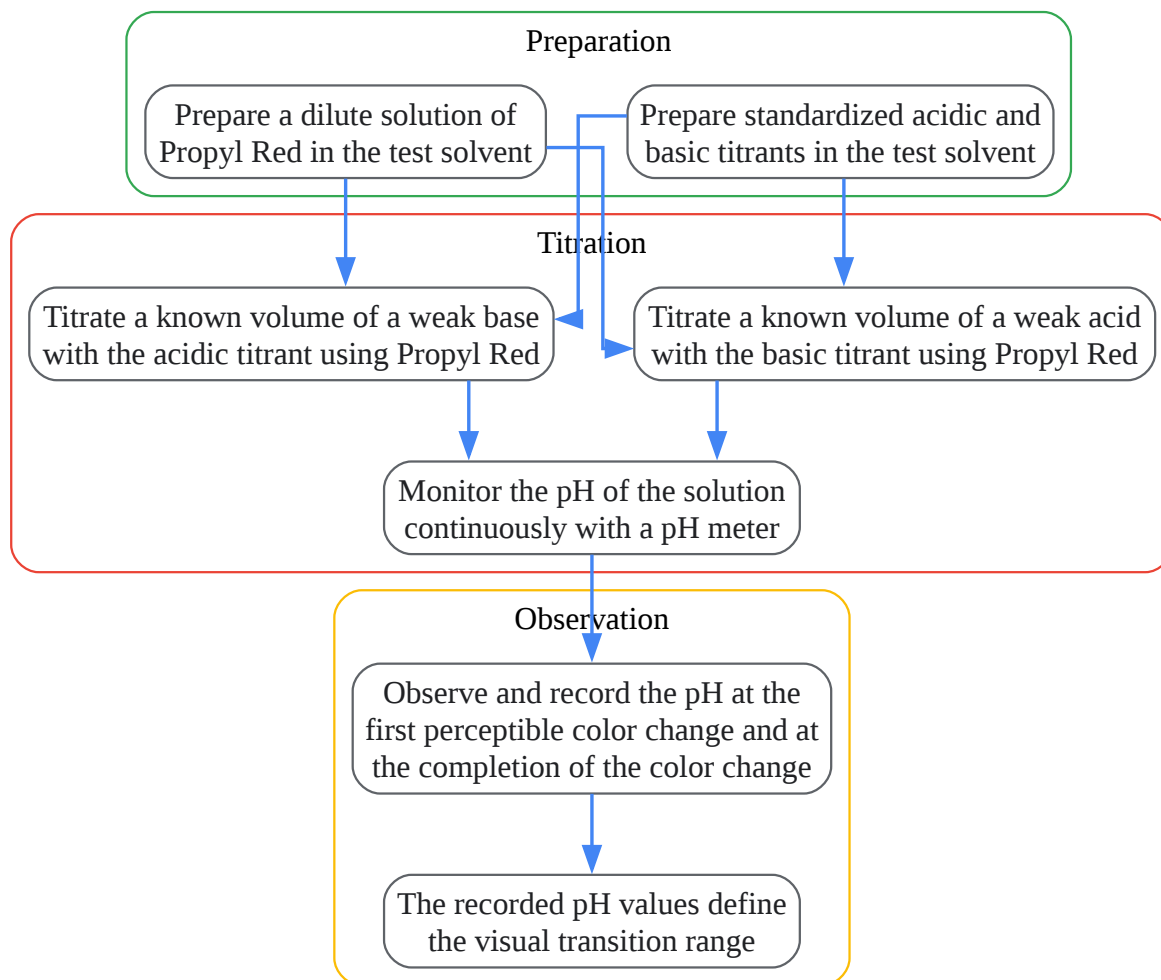 Preparation
Prepare a dilute solution of
Propyl Red in the test solvent
Prepare standardized acidic and
basic titrants in the test solvent
Titration
Titrate a known volume of a weak base
with the acidic titrant using Propyl Red
Titrate a known volume of a weak acid
with the basic titrant using Propyl Red
Monitor the pH of the solution
continuously with a pH meter
Observation
Observe and record the pH at the
first perceptible color change and at
the completion of the color change
The recorded pH values define
the visual transition range